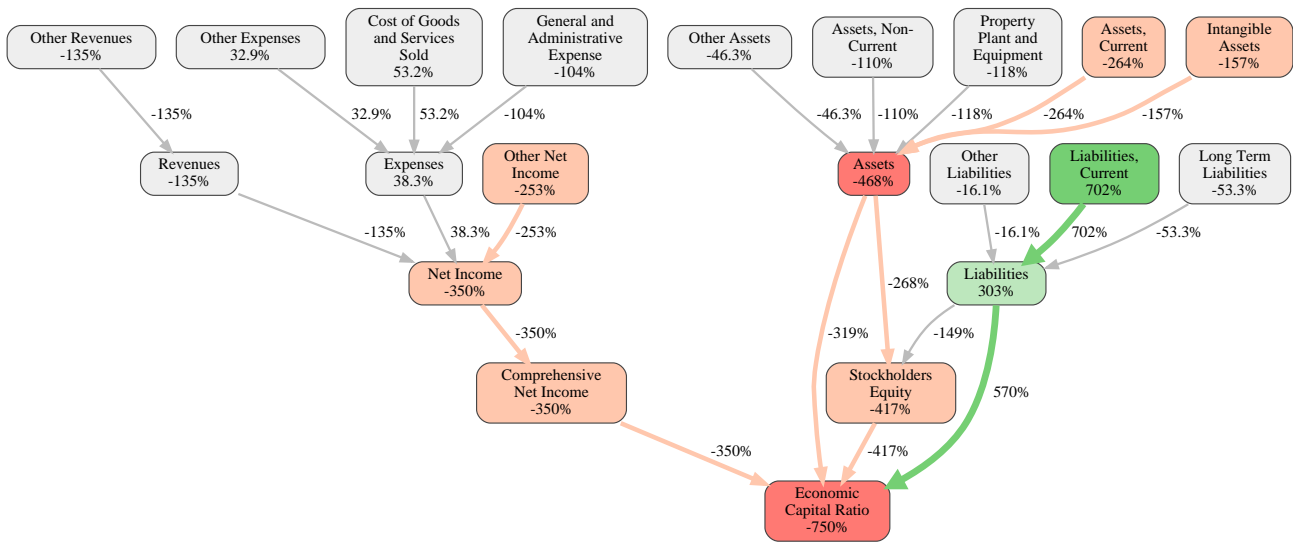 Other Revenues
-135%
Other Expenses
32.9%
Cost of Goods
and Services
Sold
53.2%
General and
Administrative
Expense
-104%
Other Assets
-46.3%
Assets, Non-
Current
-110%
Property
Plant and
Equipment
-118%
Assets,
Current
-264%
Intangible
Assets
-157%
-135%
32.9%
53.2%
-104%
-46.3%
-110%
-118%
-264%
-157%
Revenues
-135%
Expenses
38.3%
Other Net
Income
-253%
Assets
-468%
Other
Liabilities
-16.1%
Liabilities,
Current
702%
Long Term
Liabilities
-53.3%
-135%
38.3%
-253%
-16.1%
702%
-53.3%
Net Income
-350%
-268%
Liabilities
303%
-350%
-319%
-149%
Comprehensive
Net Income
-350%
Stockholders
Equity
-417%
570%
-350%
-417%
Economic
Capital Ratio
-750%